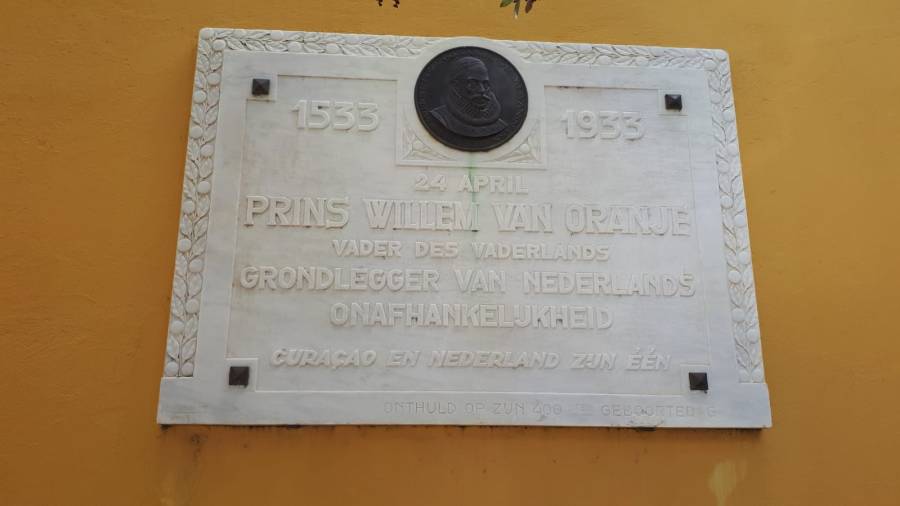 1533 1933
24 APRIL
PRINS WILLEM VAN ORANJE
VADER DES VADERLANDS
GRONDLEGGER VAN NEDERLANDS
ONAFHANKELIJKHEID
CURAÇAO EN NEDERLAND ZIJN ÉÉN
ONTHULD OP ZIJN 400 STE GEBOORTEDAG